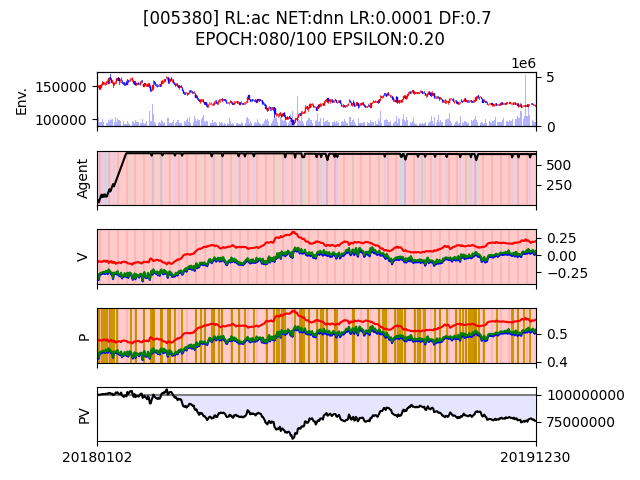 [005380] RL:ac NET:dnn LR:0.0001 DF:0.7
EPOCH:080/100 EPSILON:0.20
1e6
Env.
150000
100000
5
0
Agent
500
250
V
0.25
0.00
−0.25
P
0.5
0.4
PV
100000000
75000000
20180102
20191230